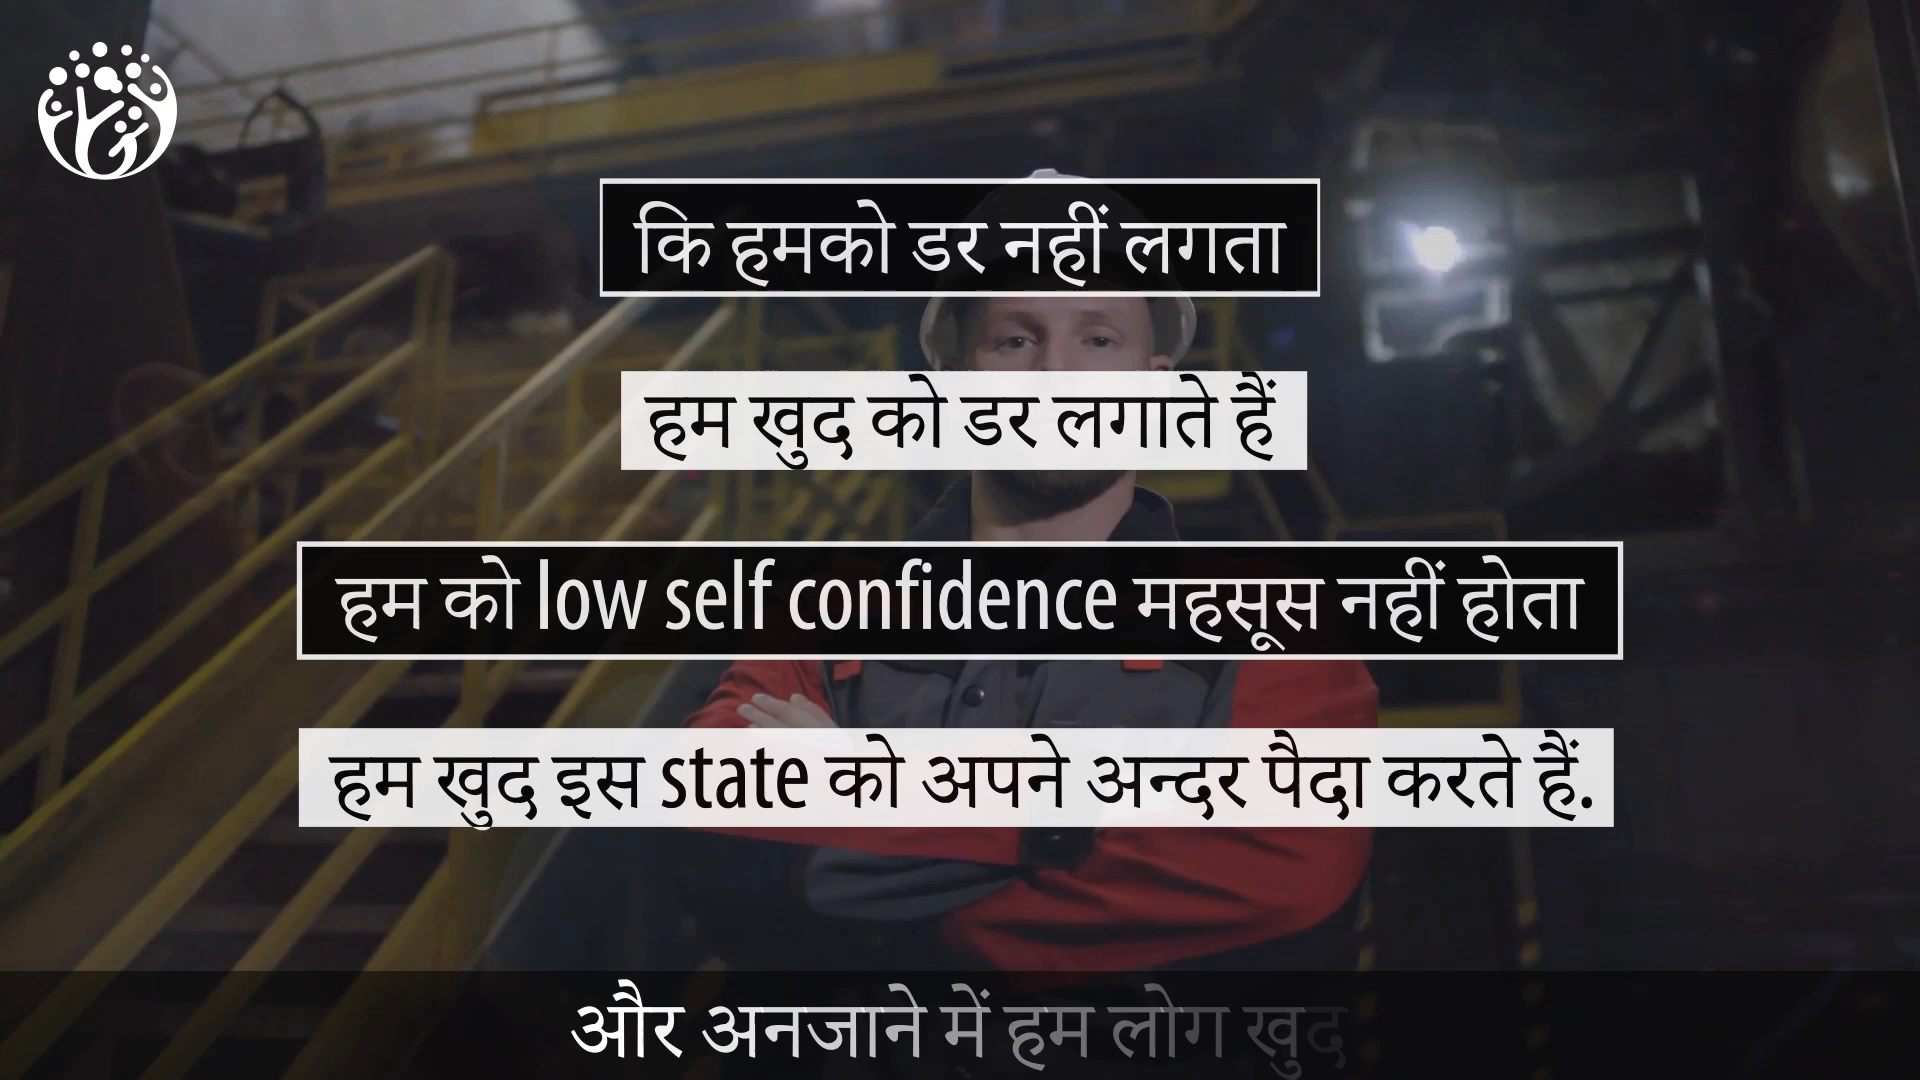 कि हमको डर नहीं लगता
हम खुद को डर लगाते हैं
हम को low self confidence महसूस नहीं होता
हम खुद इस state को अपने अन्दर पैदा करते हैं.
और अनजाने में हम लोग खुद